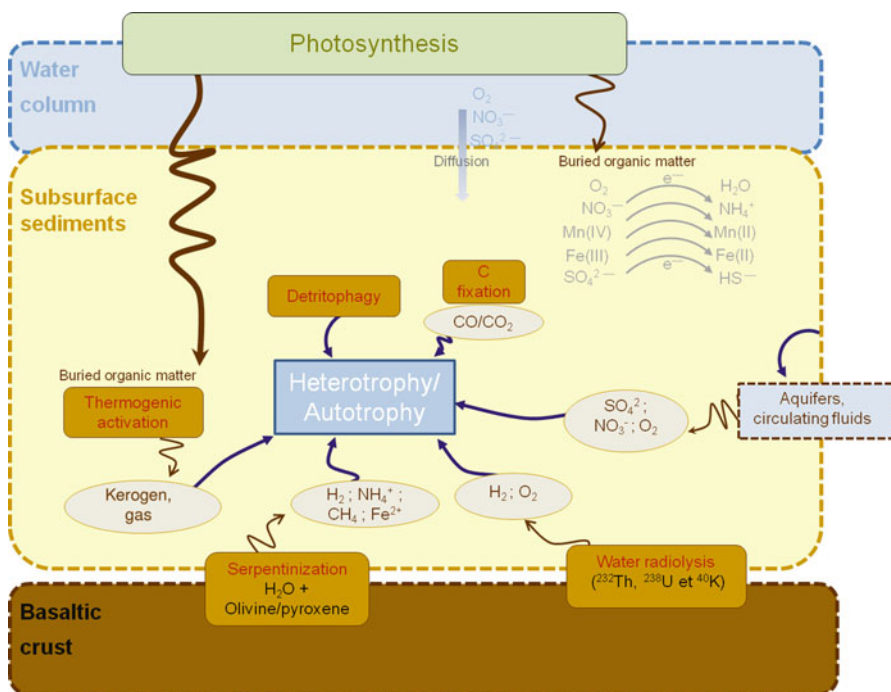 Photosynthesis
Water
column
O₂
NO₃⁻
SO₄²⁻
Diffusion
Buried organic matter
O₂ e⁻ H₂O
NO₃⁻ NH₄⁺
Mn(IV) Mn(II)
Fe(III) Fe(II)
SO₄²⁻ e⁻ HS⁻
Subsurface
sediments
Detritophagy
C
fixation
CO/CO₂
Buried organic matter
Thermogenic
activation
Heterotrophy/
Autotrophy
SO₄² ;
NO₃⁻ ; O₂
Aquifers,
circulating fluids
Kerogen,
gas
H₂ ; NH₄⁺ ;
CH₄ ; Fe²⁺
H₂ ; O₂
Serpentinization
H₂O +
Olivine/pyroxene
Water radiolysis
(²³²Th, ²³⁸U et ⁴⁰K)
Basaltic
crust